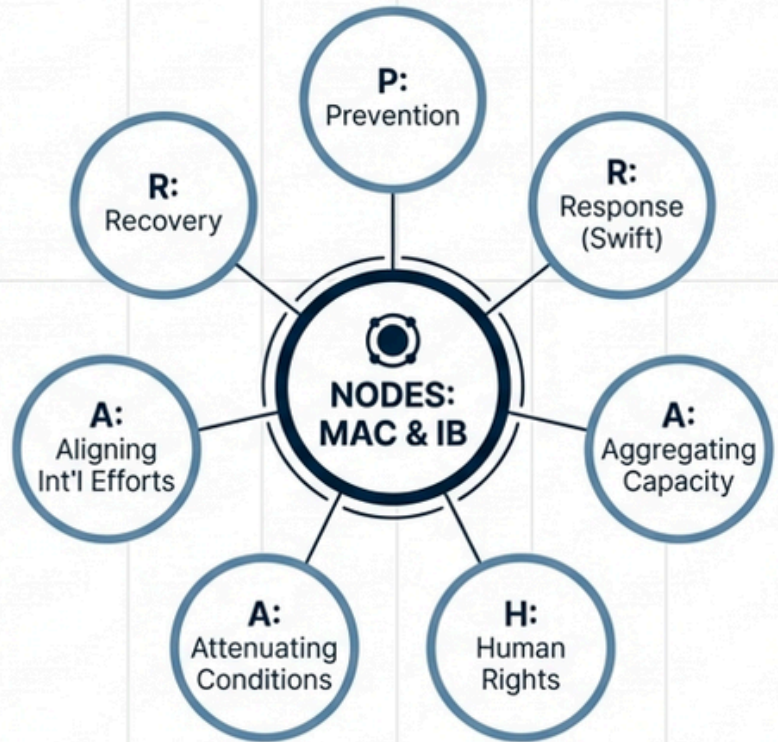 P:
Prevention
R:
Response
(Swift)
A:
Aggregating
Capacity
H:
Human
Rights
A:
Attenuating
Conditions
A:
Aligning
Int'l Efforts
R:
Recovery
NODES:
MAC & IB